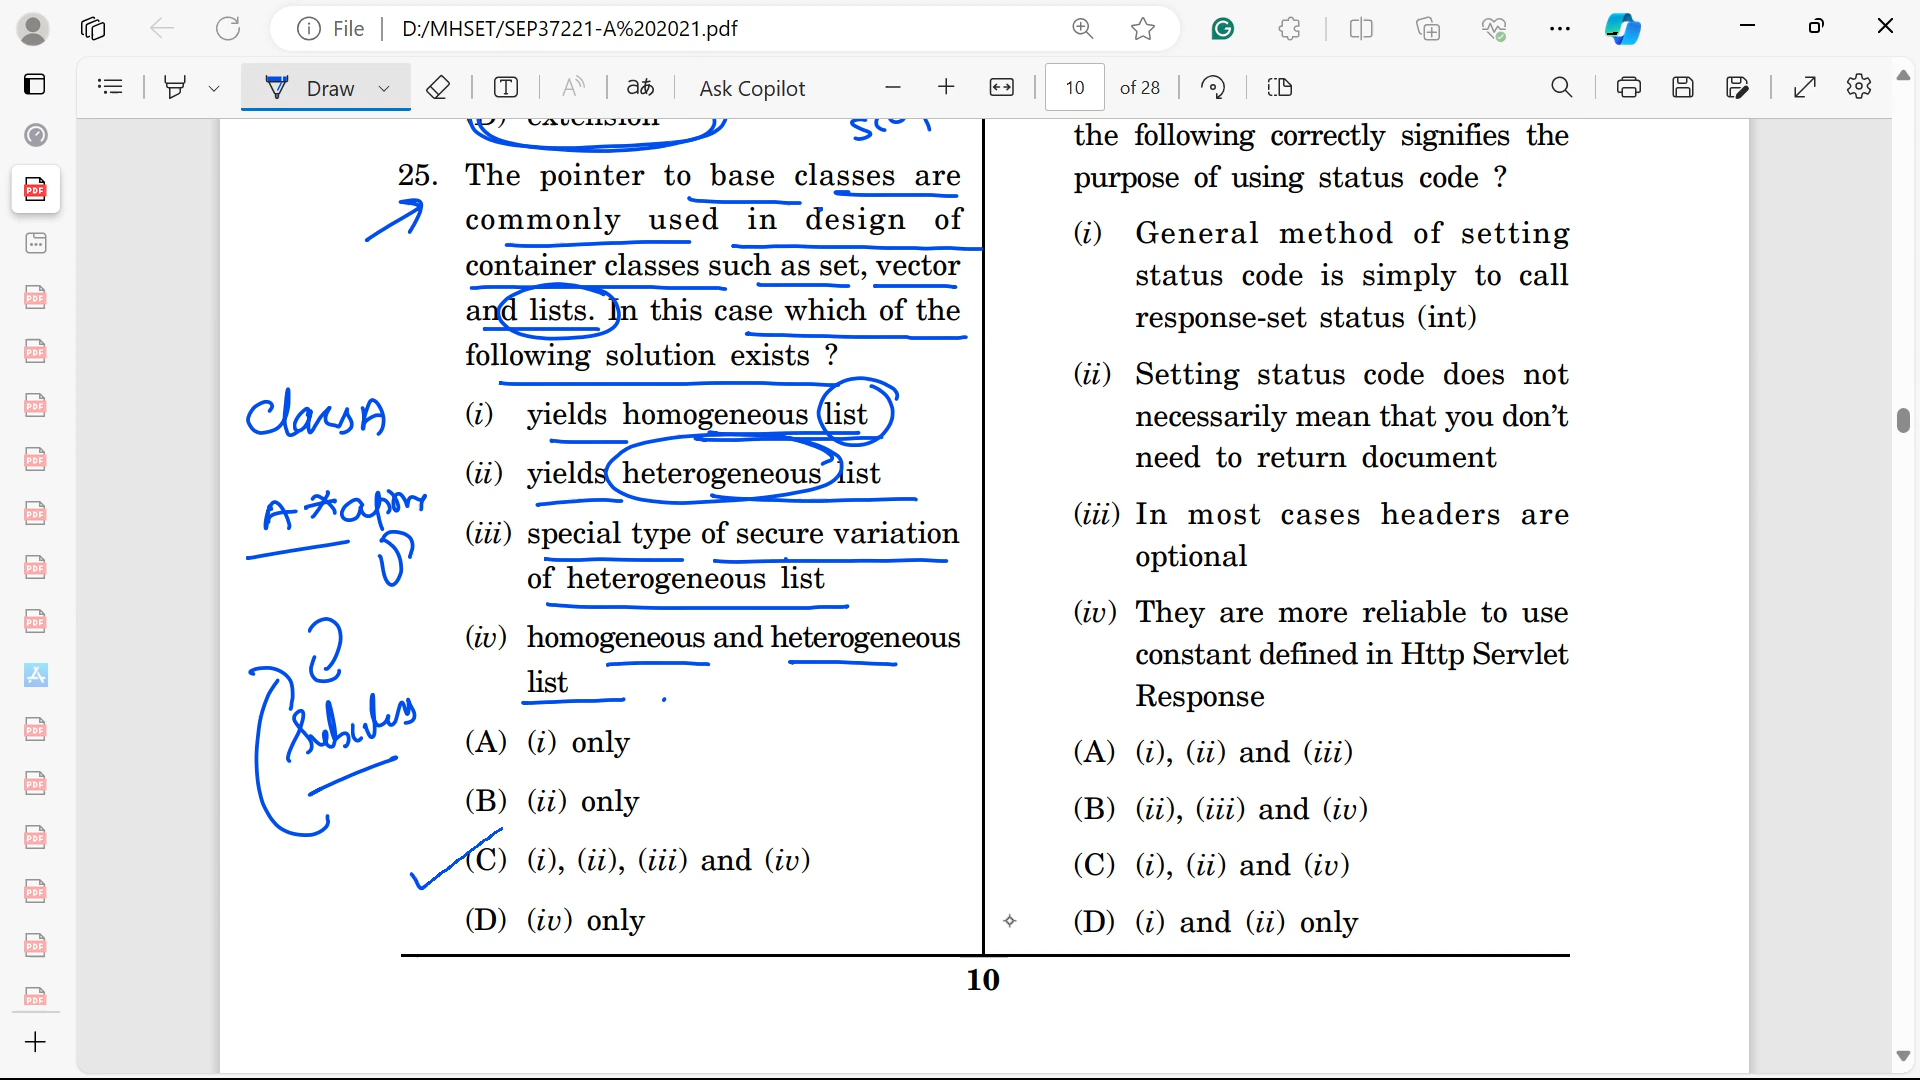 File
D:/MHSET/SEP37221-A%202021.pdf
Draw
Ask Copilot
10 of 28
(D) extension
25. The pointer to base classes are
commonly used in design of
container classes such as set, vector
and lists. In this case which of the
following solution exists ?
(i) yields homogeneous list
(ii) yields heterogeneous list
(iii) special type of secure variation
of heterogeneous list
(iv) homogeneous and heterogeneous
list
(A) (i) only
(B) (ii) only
(C) (i), (ii), (iii) and (iv)
(D) (iv) only
Class A
A *aptr
Subclass
the following correctly signifies the
purpose of using status code ?
(i) General method of setting
status code is simply to call
response-set status (int)
(ii) Setting status code does not
necessarily mean that you don't
need to return document
(iii) In most cases headers are
optional
(iv) They are more reliable to use
constant defined in Http Servlet
Response
(A) (i), (ii) and (iii)
(B) (ii), (iii) and (iv)
(C) (i), (ii) and (iv)
(D) (i) and (ii) only
10